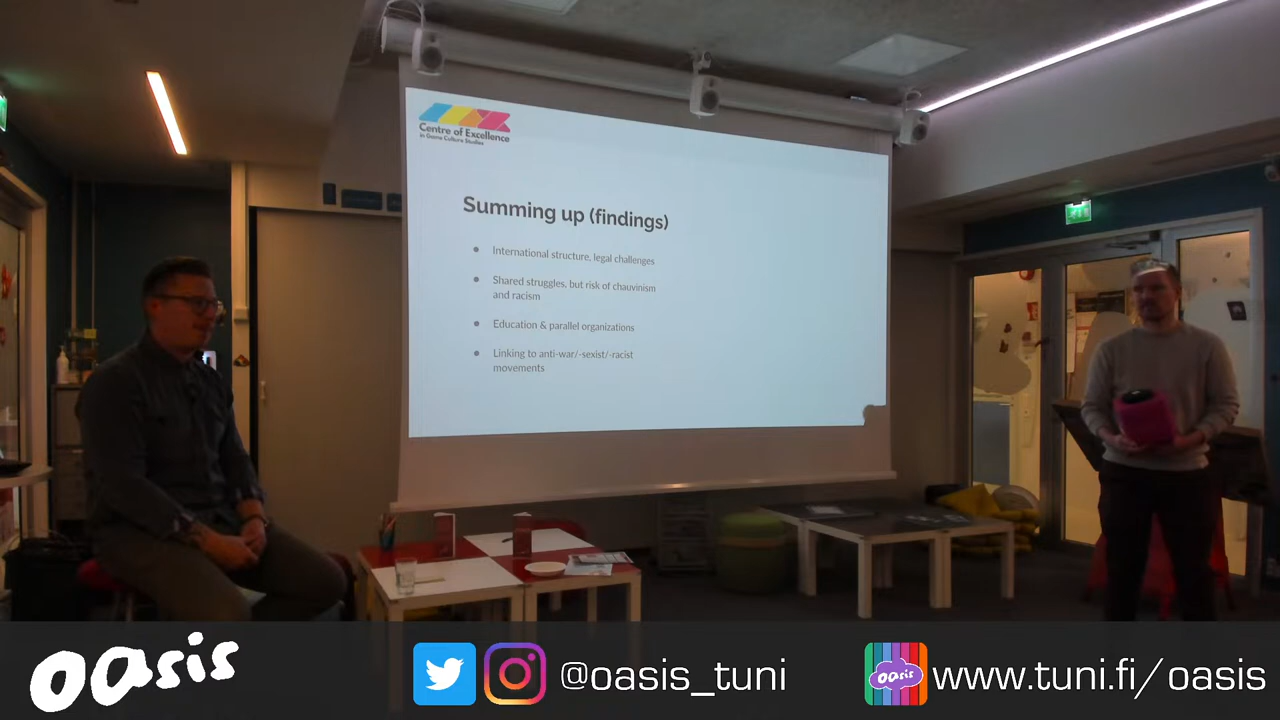 Centre of Excellence
in Game Culture Studies
Summing up (findings)
International structure, legal challenges
Shared struggles, but risk of chauvinism
and racism
Education & parallel organizations
Linking to anti-war/-sexist/-racist
movements
oasis
@oasis_tuni
oasis
www.tuni.fi/oasis